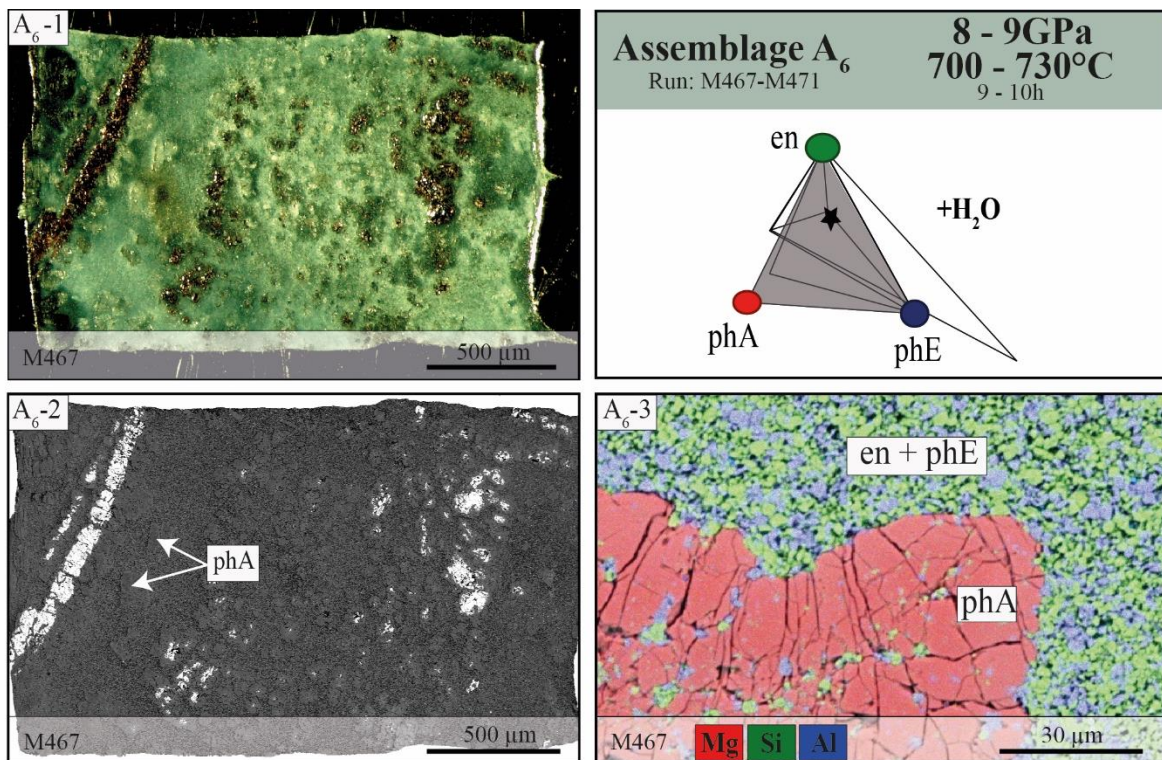 A₆-1
M467
500 µm
Assemblage A₆
Run: M467-M471
8 - 9GPa
700 - 730°C
9 - 10h
en
+H₂O
phA
phE
A₆-2
phA
M467
500 µm
A₆-3
en + phE
phA
M467
Mg Si Al
30 µm